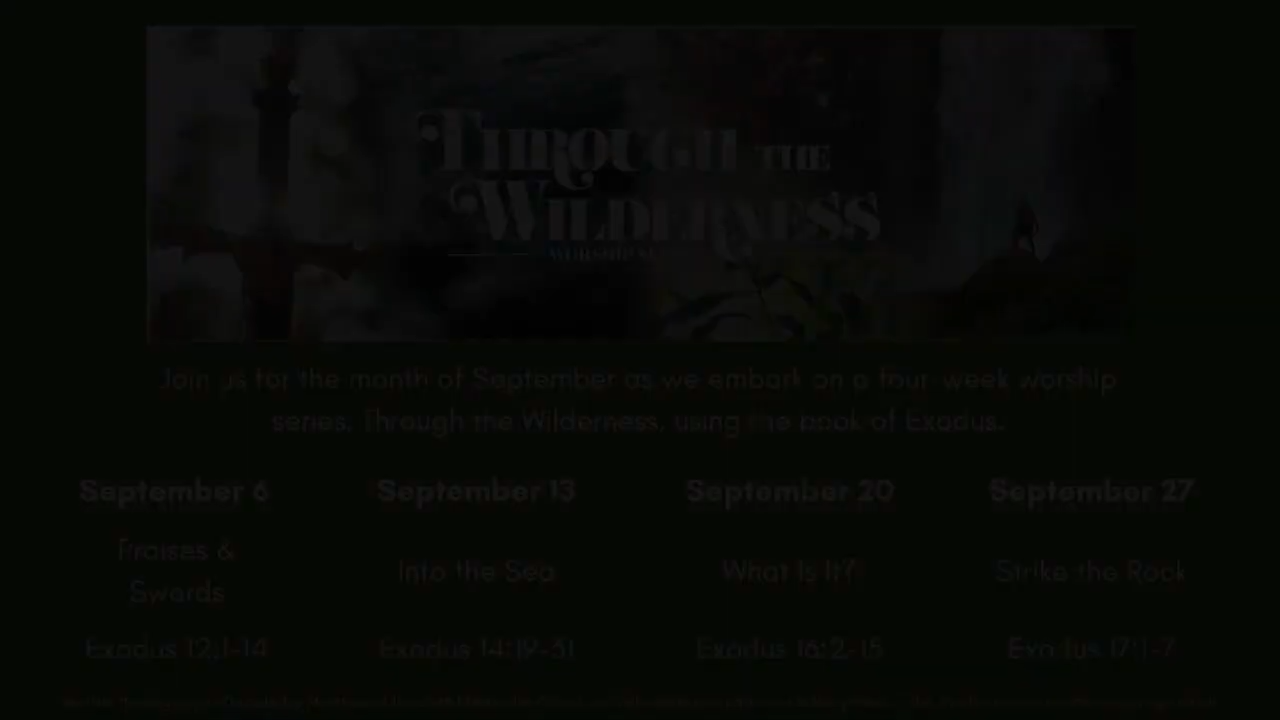 THROUGH THE
WILDERNESS
Join us for the month of September as we embark on a four-week worship
series, Through the Wilderness, using the book of Exodus.
September 6
September 13
September 20
September 27
Praises &
Swords
Into the Sea
What Is It?
Strike the Rock
Exodus 12:1-14
Exodus 14:19-31
Exodus 16:2-15
Exodus 17:1-7